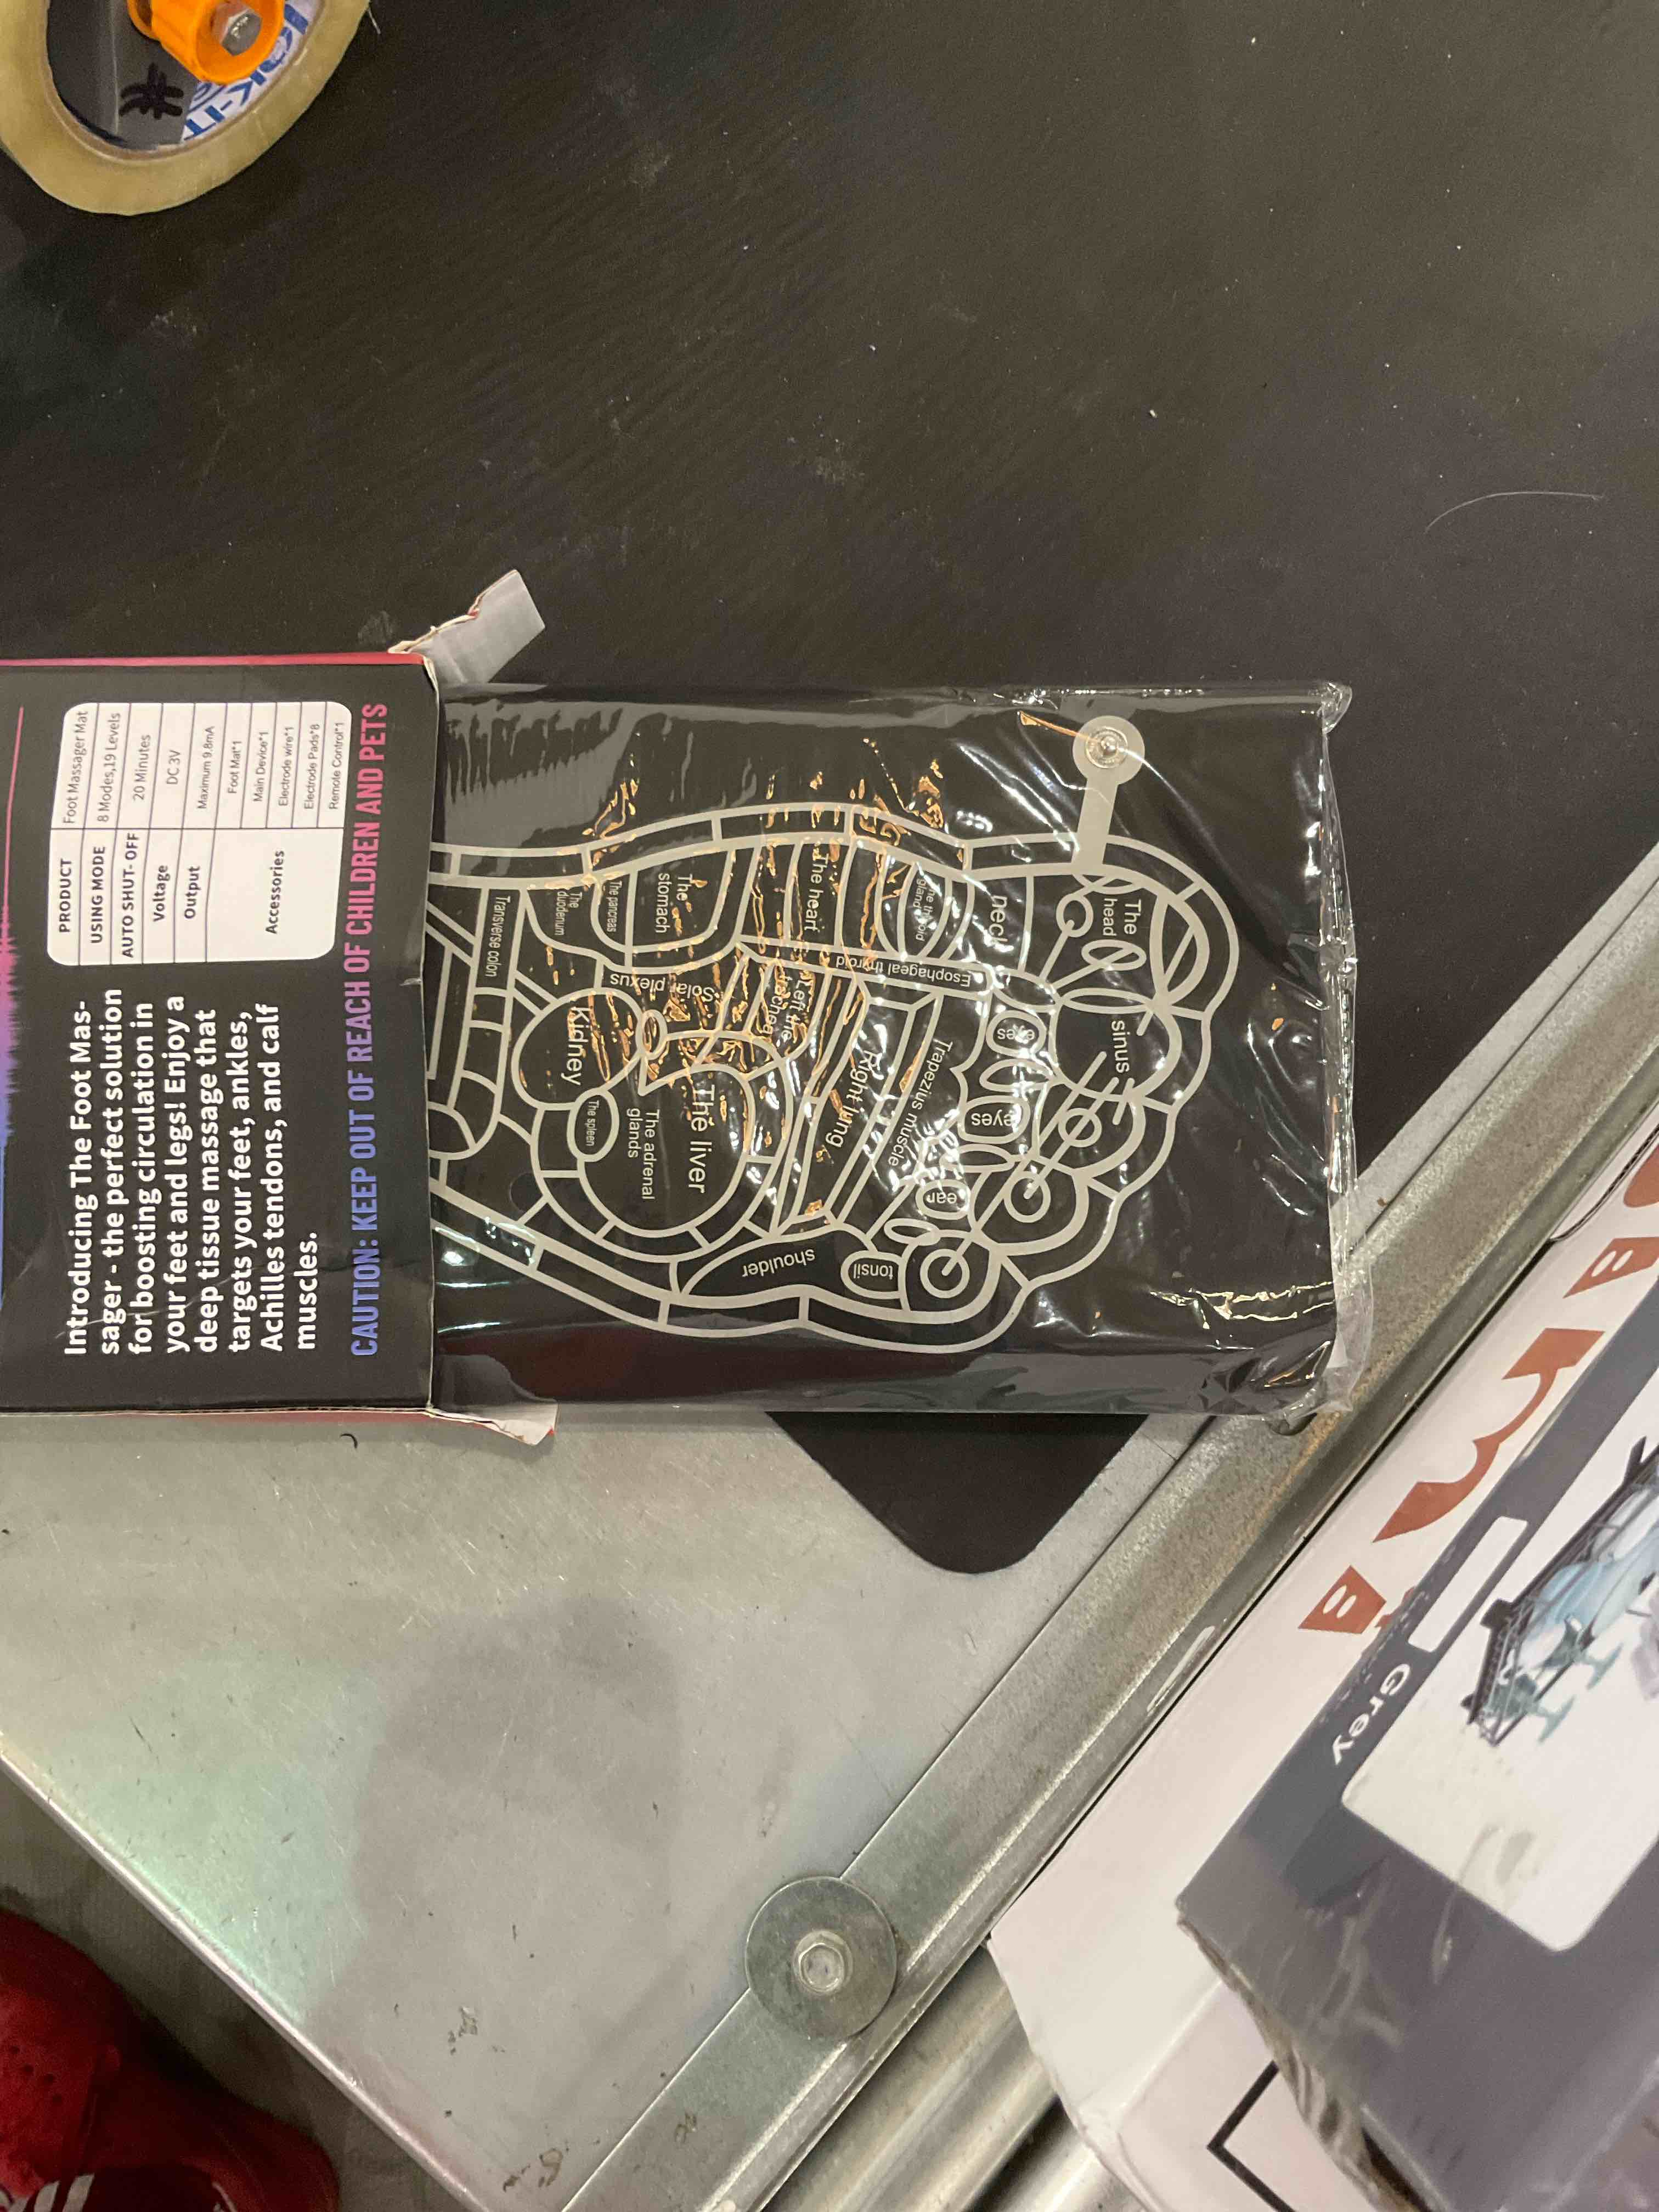 PRODUCT Foot Massager Mat
USING MODE 8 Modes,19 Levels
AUTO SHUT-OFF 20 Minutes
Voltage DC 3V
Output Maximum 9.8mA
Accessories
Foot Mat*1
Main Device*1
Electrode wire*1
Electrode Pads*8
Remote Control*1
Introducing The Foot Mas-
sager - the perfect solution
for boosting circulation in
your feet and legs! Enjoy a
deep tissue massage that
targets your feet, ankles,
Achilles tendons, and calf
muscles.
CAUTION: KEEP OUT OF REACH OF CHILDREN AND PETS
The
head
sinus
neck
eyes
eyes
ear
tonsil
shoulder
Esophageal thyroid
Trapezius muscle
Right lung
The heart
Left the
The
stomach
Solar plexus
The liver
The adrenal
glands
The pancreas
The
duodenum
Kidney
The spleen
Transverse colon
Grey